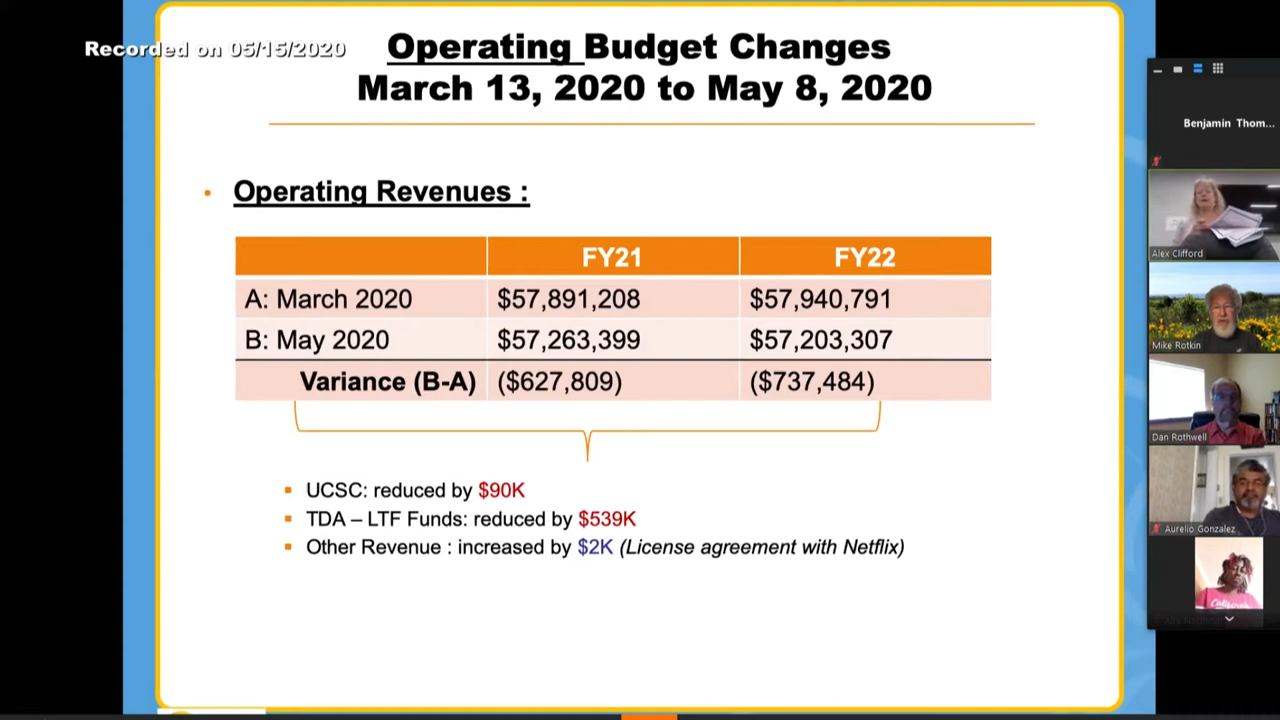 Recorded on 05/15/2020
Operating Budget Changes
March 13, 2020 to May 8, 2020
Benjamin Thom...
• Operating Revenues :
FY21 FY22
A: March 2020 $57,891,208 $57,940,791
B: May 2020 $57,263,399 $57,203,307
Variance (B-A) ($627,809) ($737,484)
UCSC: reduced by $90K
TDA – LTF Funds: reduced by $539K
Other Revenue : increased by $2K (License agreement with Netflix)
Alex Clifford
Mike Rotkin
Dan Rothwell
Aurelio Gonzalez